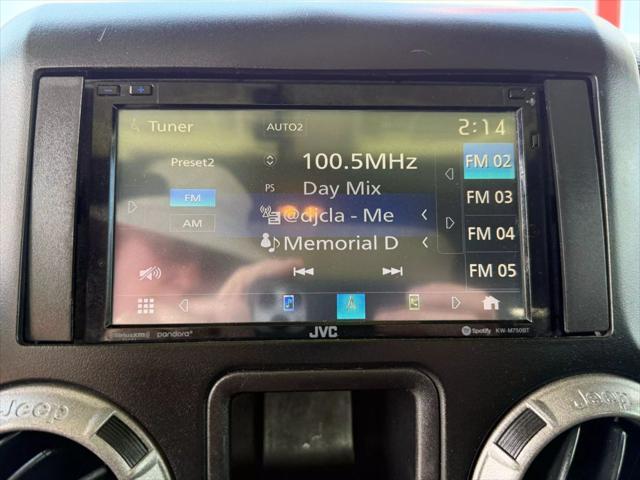 Tuner AUTO2 2:14
Preset2 100.5MHz FM 02
PS Day Mix FM 03
FM @djcla - Me
AM Memorial D FM 04
FM 05
SiriusXM pandora JVC Spotify KW-M750BT
Jeep Jeep